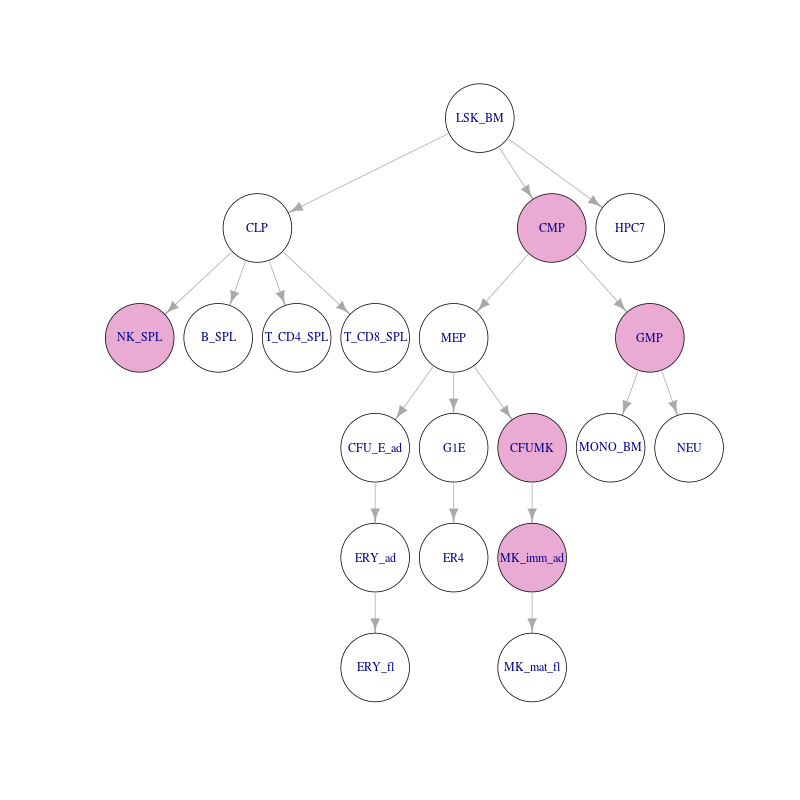 LSK_BM
CLP
CMP
HPC7
NK_SPL
B_SPL
T_CD4_SPL
T_CD8_SPL
MEP
GMP
CFU_E_ad
G1E
CFUMK
MONO_BM
NEU
ERY_ad
ER4
MK_imm_ad
ERY_fl
MK_mat_fl